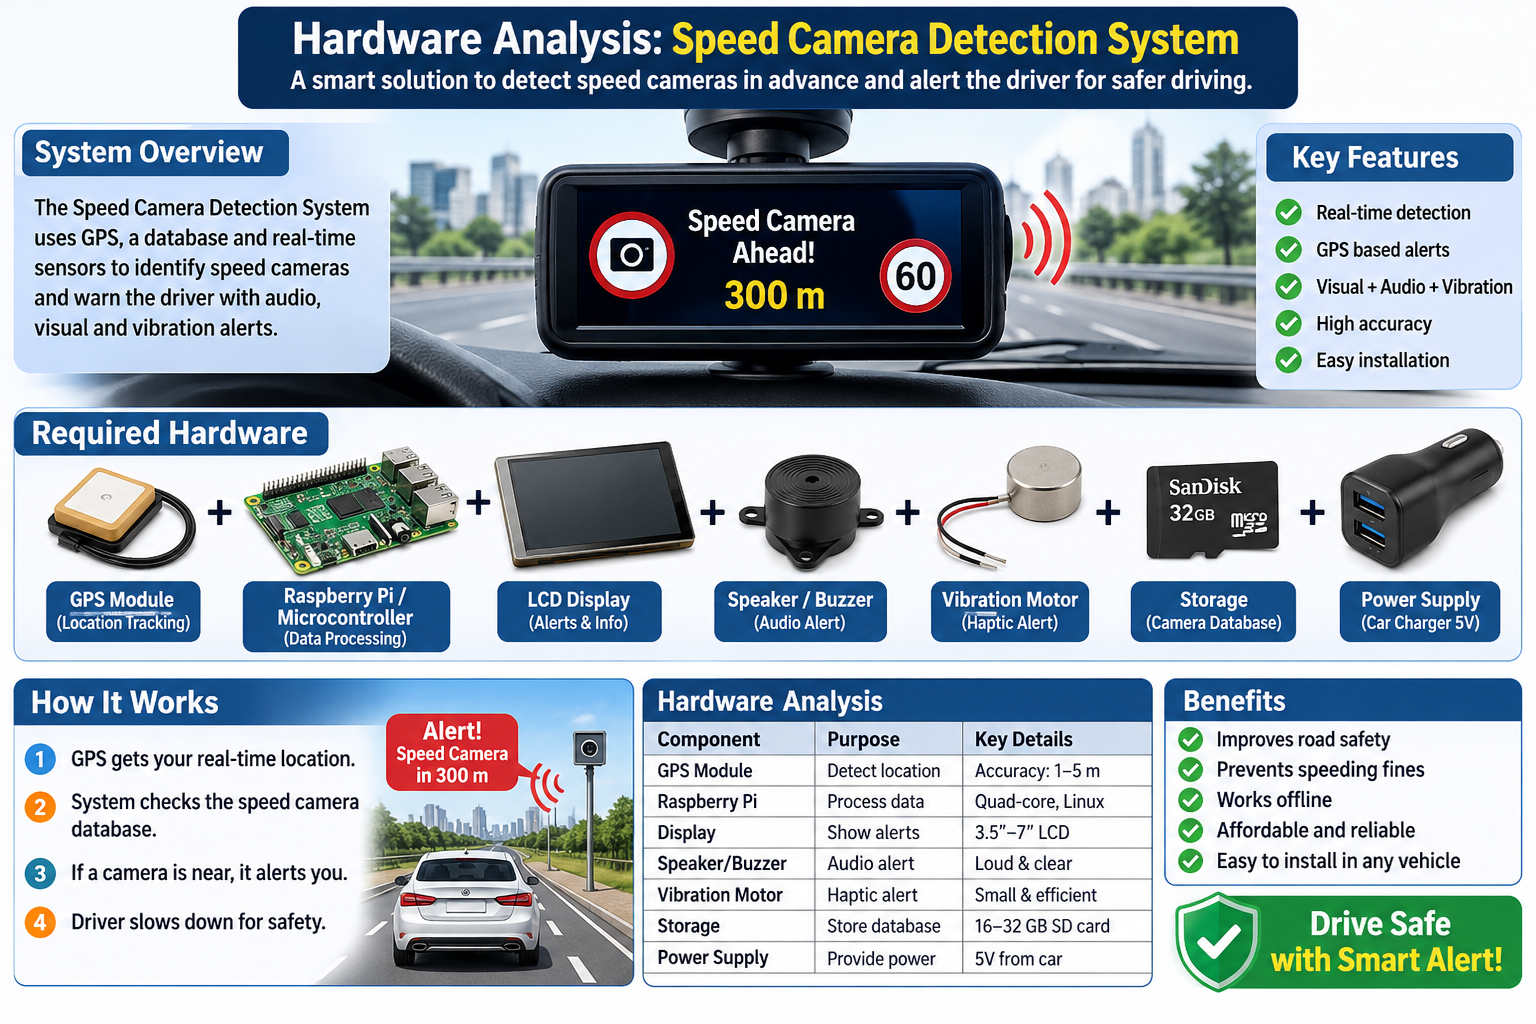 Hardware Analysis: Speed Camera Detection System
A smart solution to detect speed cameras in advance and alert the driver for safer driving.
System Overview
The Speed Camera Detection System
uses GPS, a database and real-time
sensors to identify speed cameras
and warn the driver with audio,
visual and vibration alerts.
Speed Camera
Ahead!
300 m
60
Key Features
Real-time detection
GPS based alerts
Visual + Audio + Vibration
High accuracy
Easy installation
Required Hardware
+ + + + + +
SanDisk
32GB
micro
GPS Module
(Location Tracking)
Raspberry Pi /
Microcontroller
(Data Processing)
LCD Display
(Alerts & Info)
Speaker / Buzzer
(Audio Alert)
Vibration Motor
(Haptic Alert)
Storage
(Camera Database)
Power Supply
(Car Charger 5V)
How It Works
1 GPS gets your real-time location.
2 System checks the speed camera
database.
3 If a camera is near, it alerts you.
4 Driver slows down for safety.
Alert!
Speed Camera
in 300 m
Hardware Analysis
Component Purpose Key Details
GPS Module Detect location Accuracy: 1–5 m
Raspberry Pi Process data Quad-core, Linux
Display Show alerts 3.5"–7" LCD
Speaker/Buzzer Audio alert Loud & clear
Vibration Motor Haptic alert Small & efficient
Storage Store database 16–32 GB SD card
Power Supply Provide power 5V from car
Benefits
Improves road safety
Prevents speeding fines
Works offline
Affordable and reliable
Easy to install in any vehicle
Drive Safe
with Smart Alert!